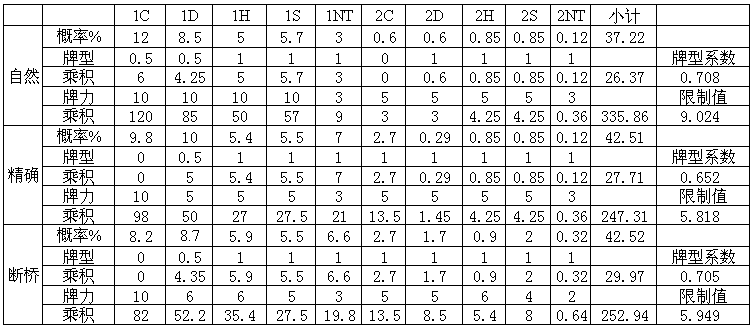 1C 1D 1H 1S 1NT 2C 2D 2H 2S 2NT 小计
自然 概率% 12 8.5 5 5.7 3 0.6 0.6 0.85 0.85 0.12 37.22
牌型 0.5 0.5 1 1 1 0 1 1 1 1 牌型系数
乘积 6 4.25 5 5.7 3 0 0.6 0.85 0.85 0.12 26.37 0.708
牌力 10 10 10 10 3 5 5 5 5 3 限制值
乘积 120 85 50 57 9 3 3 4.25 4.25 0.36 335.86 9.024
精确 概率% 9.8 10 5.4 5.5 7 2.7 0.29 0.85 0.85 0.12 42.51
牌型 0 0.5 1 1 1 1 1 1 1 1 牌型系数
乘积 0 5 5.4 5.5 7 2.7 0.29 0.85 0.85 0.12 27.71 0.652
牌力 10 5 5 5 3 5 5 5 5 3 限制值
乘积 98 50 27 27.5 21 13.5 1.45 4.25 4.25 0.36 247.31 5.818
断桥 概率% 8.2 8.7 5.9 5.5 6.6 2.7 1.7 0.9 2 0.32 42.52
牌型 0 0.5 1 1 1 1 1 1 1 1 牌型系数
乘积 0 4.35 5.9 5.5 6.6 2.7 1.7 0.9 2 0.32 29.97 0.705
牌力 10 6 6 5 3 5 5 6 4 2 限制值
乘积 82 52.2 35.4 27.5 19.8 13.5 8.5 5.4 8 0.64 252.94 5.949